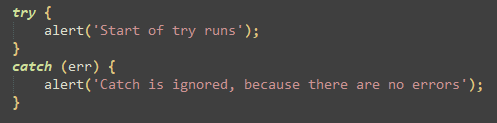 try {
    alert('Start of try runs');
}
catch (err) {
    alert('Catch is ignored, because there are no errors');
}